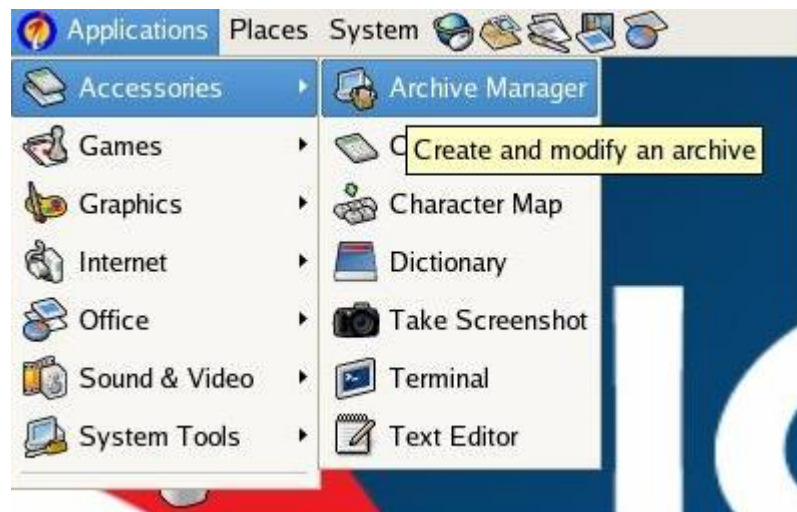 Applications Places System
Accessories
Games
Graphics
Internet
Office
Sound & Video
System Tools
Archive Manager
C
Create and modify an archive
Character Map
Dictionary
Take Screenshot
Terminal
Text Editor